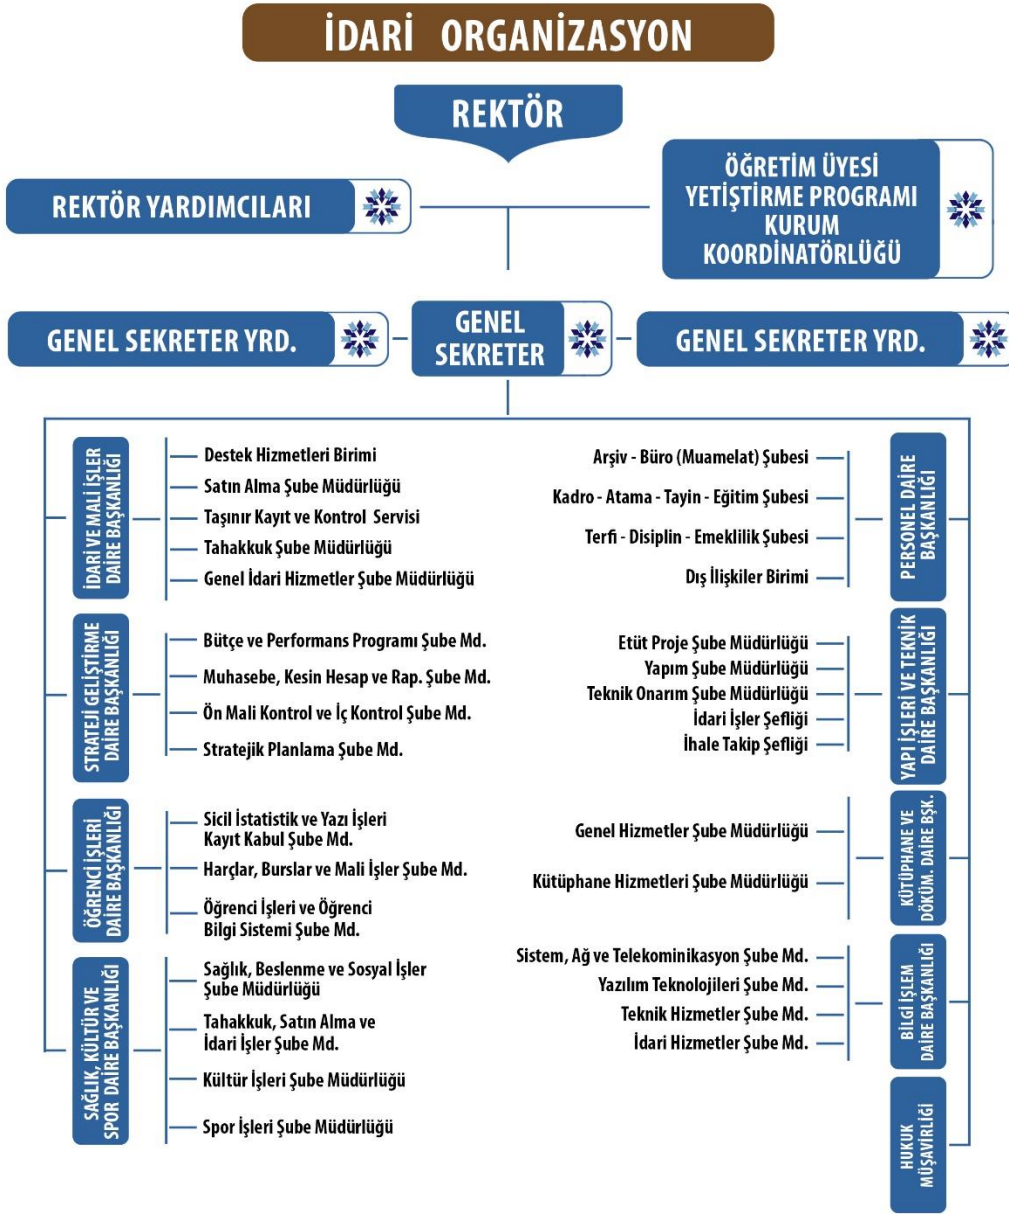 İDARİ ORGANİZASYON
REKTÖR
REKTÖR YARDIMCILARI
ÖĞRETİM ÜYESİ
YETİŞTİRME PROGRAMI
KURUM
KOORDİNATÖRLÜĞÜ
GENEL SEKRETER YRD.
GENEL
SEKRETER
GENEL SEKRETER YRD.
İDARİ VE MALİ İŞLER
DAİRE BAŞKANLIĞI
Destek Hizmetleri Birimi
Satın Alma Şube Müdürlüğü
Taşınır Kayıt ve Kontrol Servisi
Tahakkuk Şube Müdürlüğü
Genel İdari Hizmetler Şube Müdürlüğü
STRATEJİ GELİŞTİRME
DAİRE BAŞKANLIĞI
Bütçe ve Performans Programı Şube Md.
Muhasebe, Kesin Hesap ve Rap. Şube Md.
Ön Mali Kontrol ve İç Kontrol Şube Md.
Stratejik Planlama Şube Md.
ÖĞRENCİ İŞLERİ
DAİRE BAŞKANLIĞI
Sicil İstatistik ve Yazı İşleri
Kayıt Kabul Şube Md.
Harçlar, Burslar ve Mali İşler Şube Md.
Öğrenci İşleri ve Öğrenci
Bilgi Sistemi Şube Md.
SAĞLIK, KÜLTÜR VE
SPOR DAİRE BAŞKANLIĞI
Sağlık, Beslenme ve Sosyal İşler
Şube Müdürlüğü
Tahakkuk, Satın Alma ve
İdari İşler Şube Md.
Kültür İşleri Şube Müdürlüğü
Spor İşleri Şube Müdürlüğü
PERSONEL DAİRE
BAŞKANLIĞI
Arşiv - Büro (Muamelat) Şubesi
Kadro - Atama - Tayin - Eğitim Şubesi
Terfi - Disiplin - Emeklilik Şubesi
Dış İlişkiler Birimi
YAPI İŞLERİ VE TEKNİK
DAİRE BAŞKANLIĞI
Etüt Proje Şube Müdürlüğü
Yapım Şube Müdürlüğü
Teknik Onarım Şube Müdürlüğü
İdari İşler Şefliği
İhale Takip Şefliği
KÜTÜPHANE VE
DÖKÜM. DAİRE BŞK.
Genel Hizmetler Şube Müdürlüğü
Kütüphane Hizmetleri Şube Müdürlüğü
BİLGİ İŞLEM
DAİRE BAŞKANLIĞI
Sistem, Ağ ve Telekominikasyon Şube Md.
Yazılım Teknolojileri Şube Md.
Teknik Hizmetler Şube Md.
İdari Hizmetler Şube Md.
HUKUK
MÜŞAVİRLİĞİ